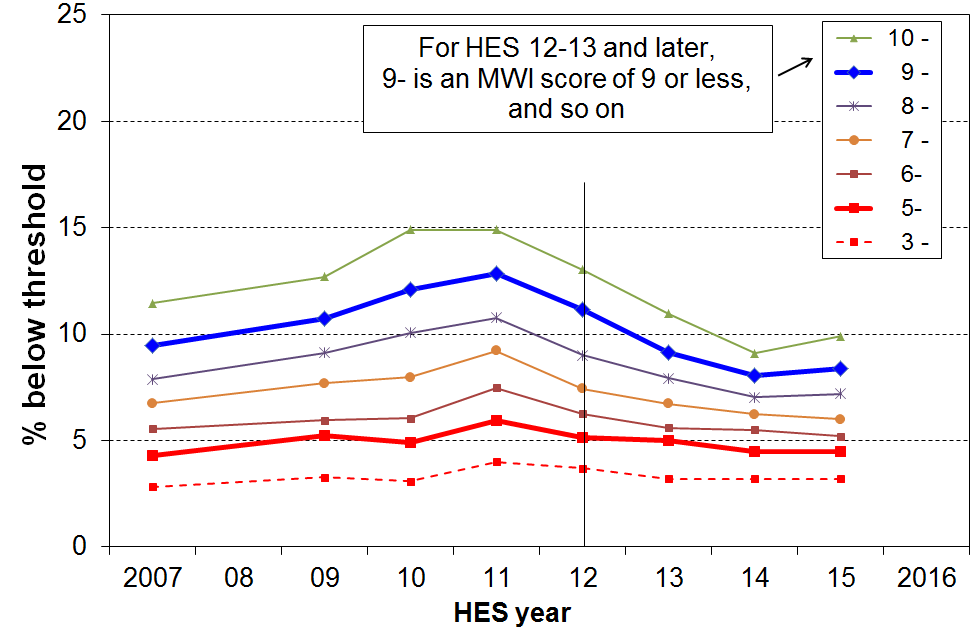 25
20
15
10
5
0
% below threshold
For HES 12-13 and later,
9- is an MWI score of 9 or less,
and so on
10 -
9 -
8 -
7 -
6-
5-
3 -
2007 08 09 10 11 12 13 14 15 2016
HES year